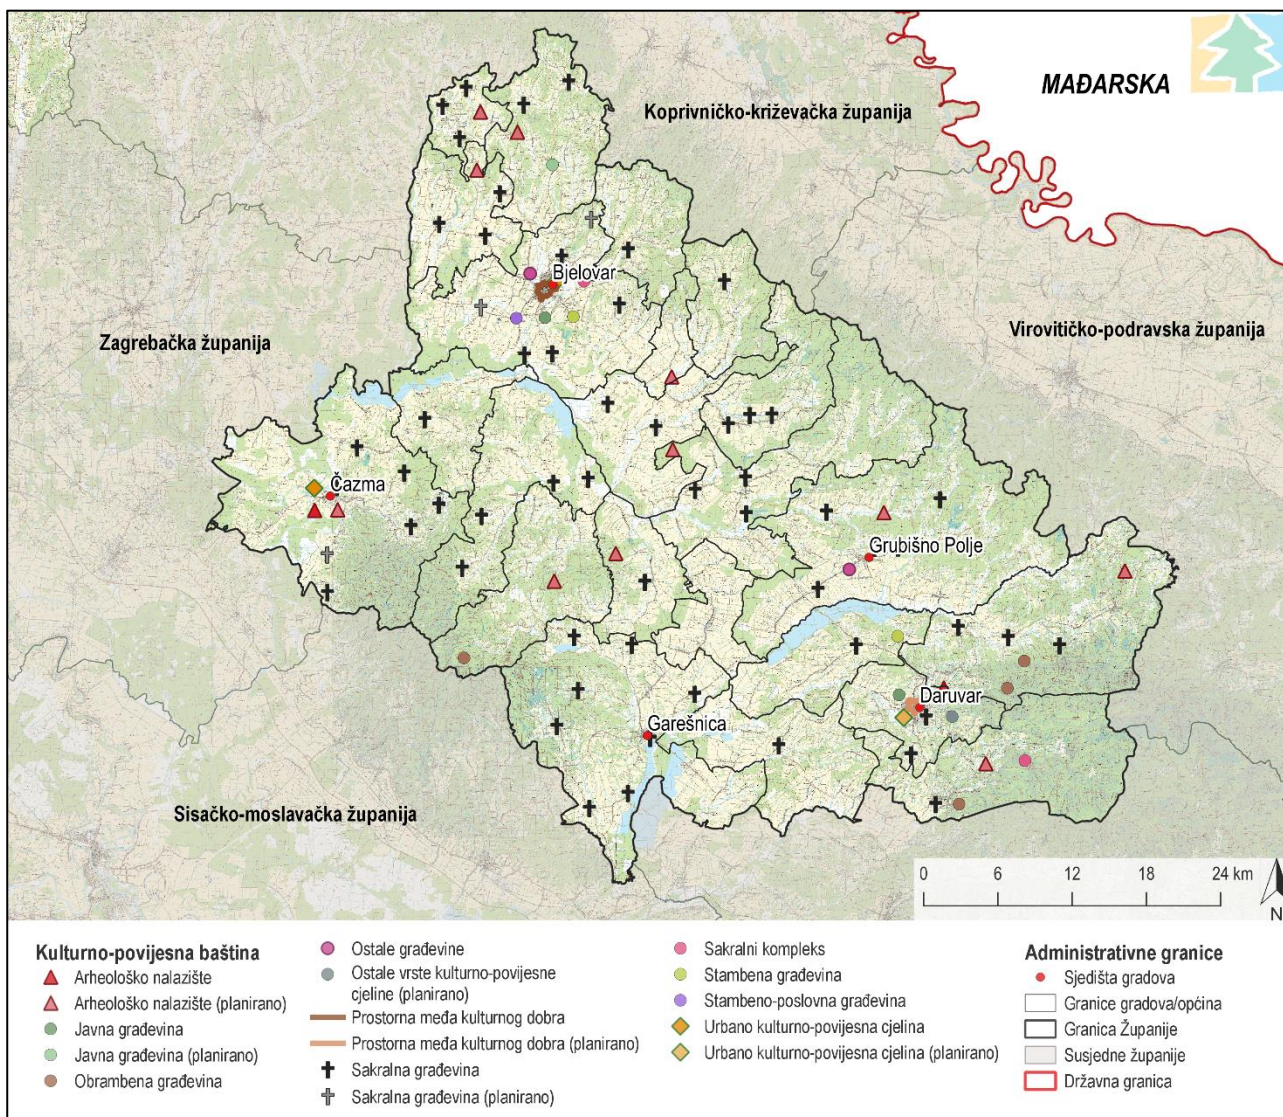 MAĐARSKA
Koprivničko-križevačka županija
Bjelovar
Zagrebačka županija
Virovitičko-podravska županija
Čazma
Grubišno Polje
Daruvar
Garešnica
Sisačko-moslavačka županija
0 6 12 18 24 km
N
Kulturno-povijesna baština
Arheološko nalazište
Arheološko nalazište (planirano)
Javna građevina
Javna građevina (planirano)
Obrambena građevina
Ostale građevine
Ostale vrste kulturno-povijesne
cjeline (planirano)
Prostorna međa kulturnog dobra
Prostorna međa kulturnog dobra (planirano)
Sakralna građevina
Sakralna građevina (planirano)
Sakralni kompleks
Stambena građevina
Stambeno-poslovna građevina
Urbano kulturno-povijesna cjelina
Urbano kulturno-povijesna cjelina (planirano)
Administrativne granice
Sjedišta gradova
Granice gradova/općina
Granica Županije
Susjedne županije
Državna granica